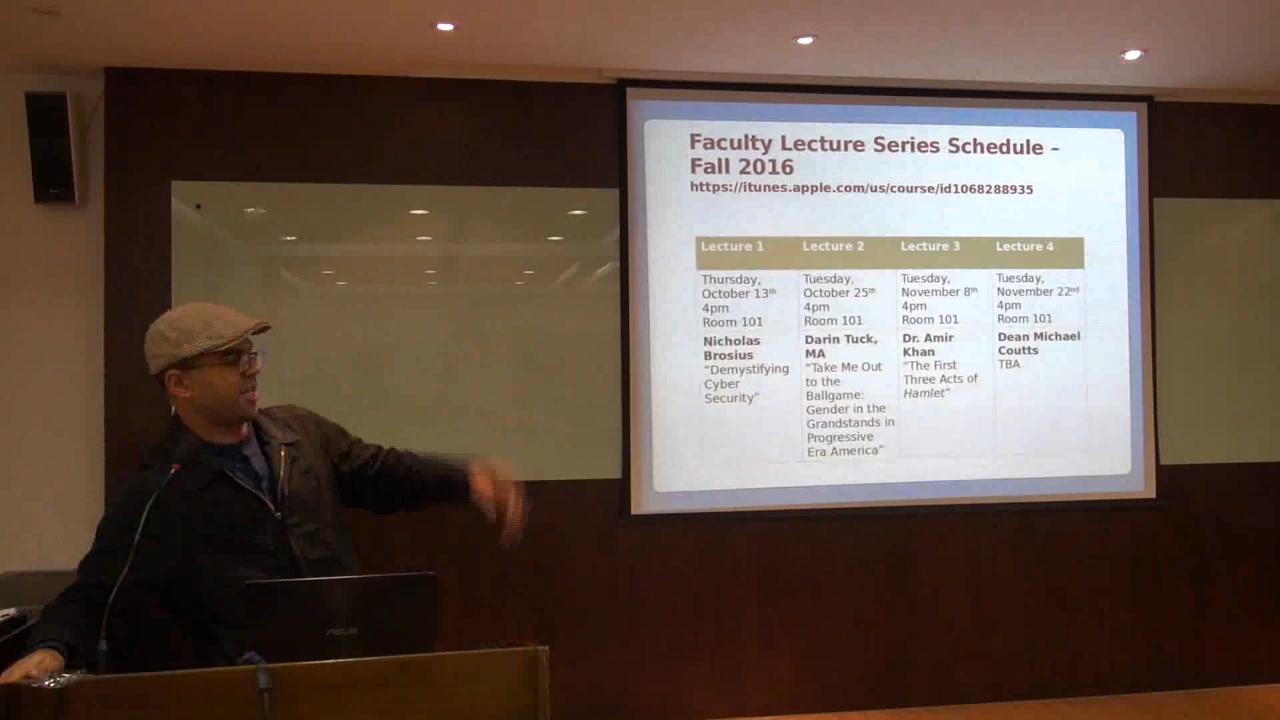 Faculty Lecture Series Schedule –
Fall 2016
https://itunes.apple.com/us/course/id1068288935
Lecture 1
Lecture 2
Lecture 3
Lecture 4
Thursday,
October 13th
4pm
Room 101
Tuesday,
October 25th
4pm
Room 101
Tuesday,
November 8th
4pm
Room 101
Tuesday,
November 22nd
4pm
Room 101
Nicholas
Brosius
“Demystifying
Cyber
Security”
Darin Tuck,
MA
“Take Me Out
to the
Ballgame:
Gender in the
Grandstands in
Progressive
Era America”
Dr. Amir
Khan
“The First
Three Acts of
Hamlet”
Dean Michael
Coutts
TBA
ASUS